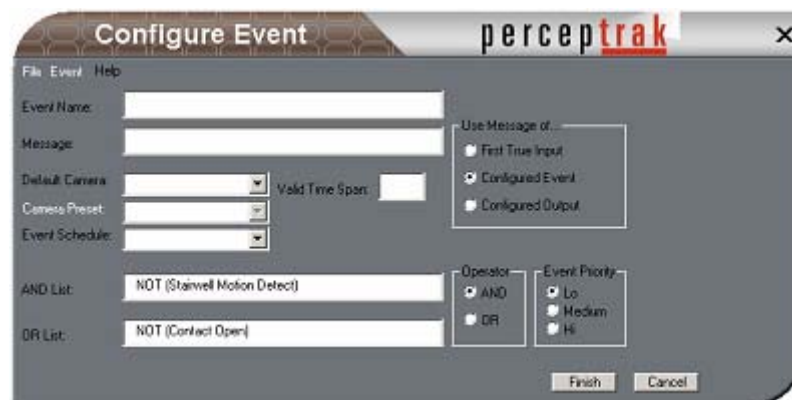 Configure Event
perceptrak
×
File Event Help
Event Name:
Message:
Default Camera:
Valid Time Span:
Camera Preset:
Event Schedule:
Use Message of...
First True Input
Configured Event
Configured Output
AND List:
NOT (Stairwell Motion Detect)
OR List:
NOT (Contact Open)
Operator
AND
OR
Event Priority
Lo
Medium
Hi
Finish
Cancel